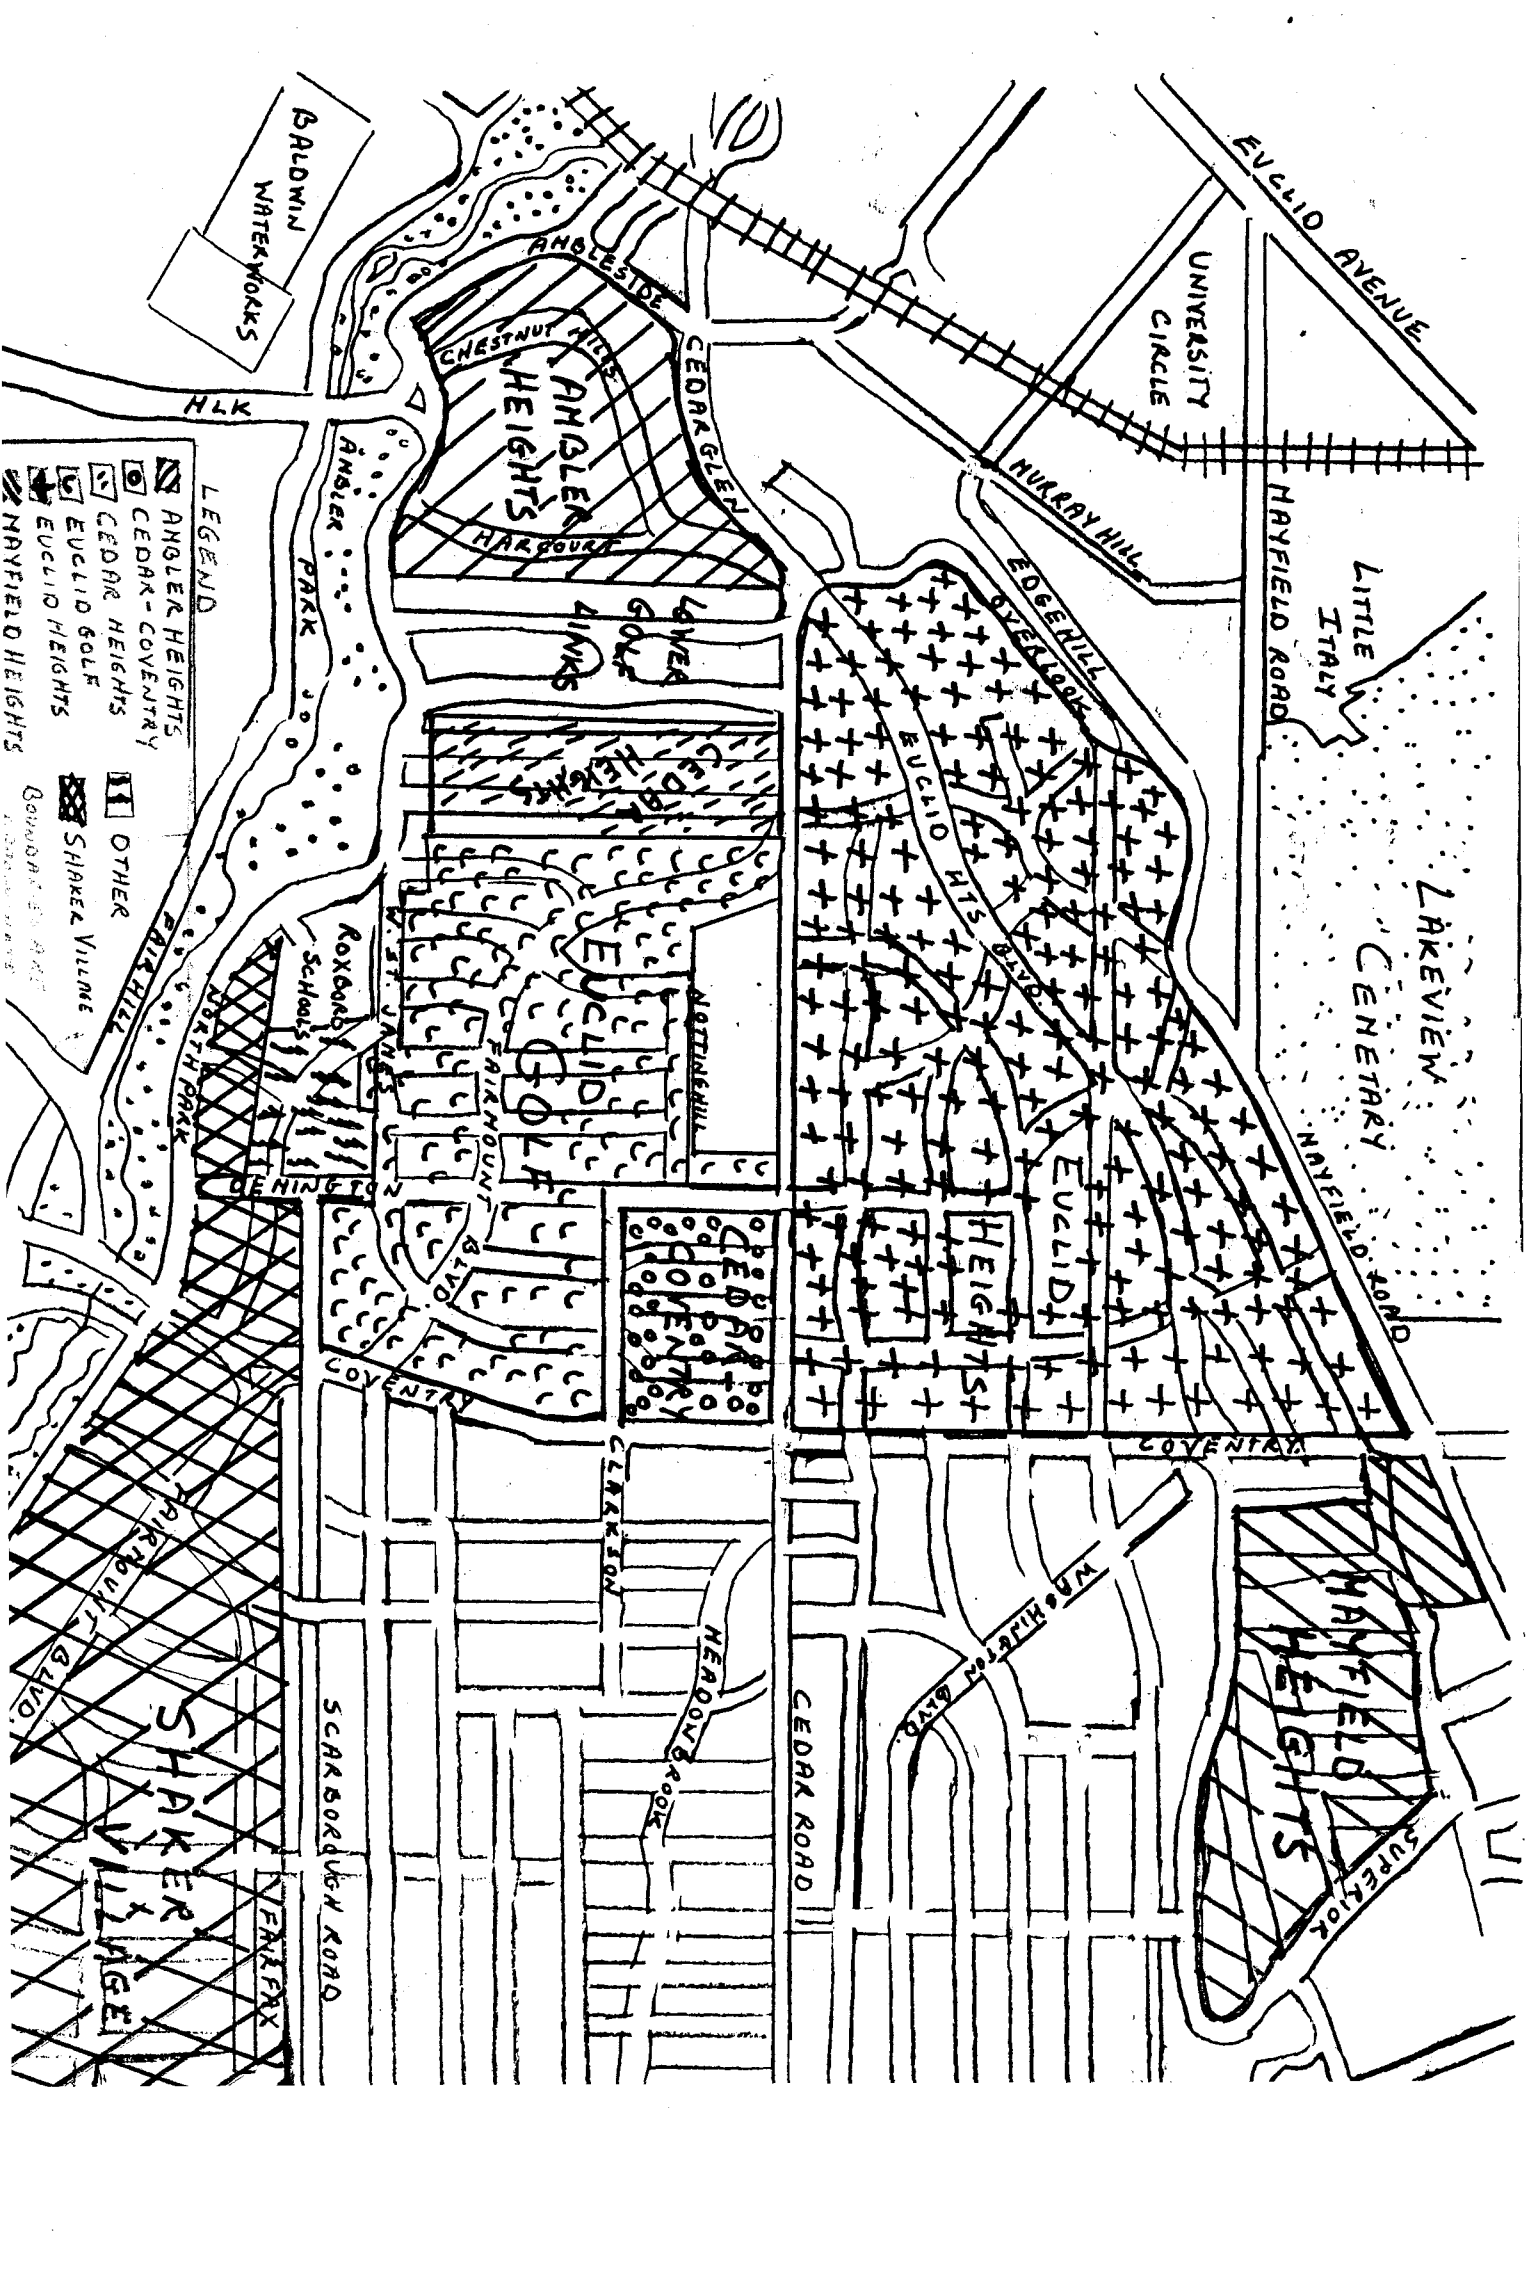 EUCLID AVENUE
UNIVERSITY
CIRCLE
LITTLE
ITALY
LAKEVIEW
CEMETARY
MAYFIELD ROAD
MAYFIELD ROAD
MURRAY HILL
EDGEHILL
OVERLOOK
EUCLID HTS BLVD.
EUCLID
HEIGHTS
COVENTRY
MAYFIELD
HEIGHTS
SUPERIOR
WASHINGTON BLVD.
CEDAR ROAD
CEDAR GLEN
AMBLESIDE
CHESTNUT HILLS
AMBLER
HEIGHTS
HARCOURT
LOWER
GOLF
LINKS
CEDAR
HEIGHTS
EUCLID
GOLF
NOTTINGHILL
CEDAR
COVENTRY
CLARKSON
MEADOWBROOK
W. ST. JAMES
FAIRMOUNT BLVD
COVENTRY
ROXBORO
SCHOOLS
DEMINGTON
SCARBOROUGH ROAD
FAIRFAX
SHAKER
VILLAGE
FAIRMOUNT BLVD
NORTH PARK
FAIRHILL
AMBLER PARK
HLK
BALDWIN
WATERWORKS
LEGEND
AMBLER HEIGHTS
CEDAR-COVENTRY
CEDAR HEIGHTS
EUCLID GOLF
EUCLID HEIGHTS
MAYFIELD HEIGHTS
OTHER
SHAKER VILLAGE